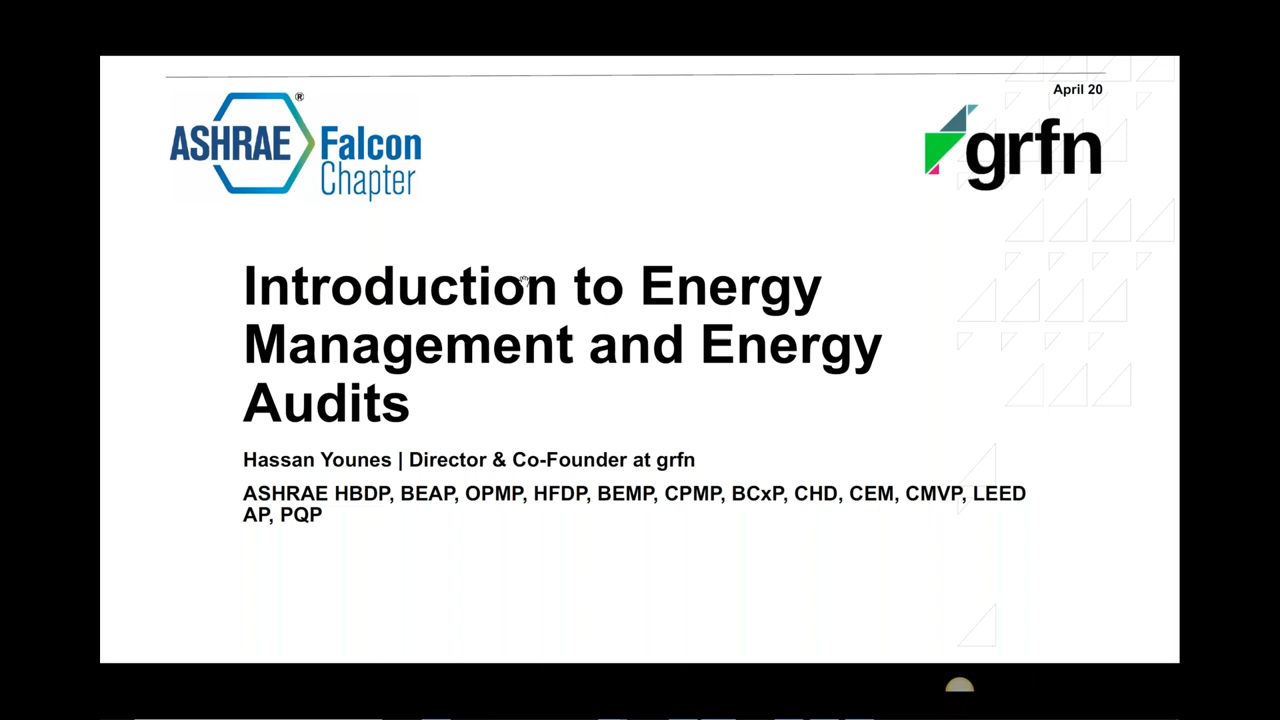 April 20
ASHRAE®
Falcon
Chapter
grfn
Introduction to Energy
Management and Energy
Audits
Hassan Younes | Director & Co-Founder at grfn
ASHRAE HBDP, BEAP, OPMP, HFDP, BEMP, CPMP, BCxP, CHD, CEM, CMVP, LEED
AP, PQP